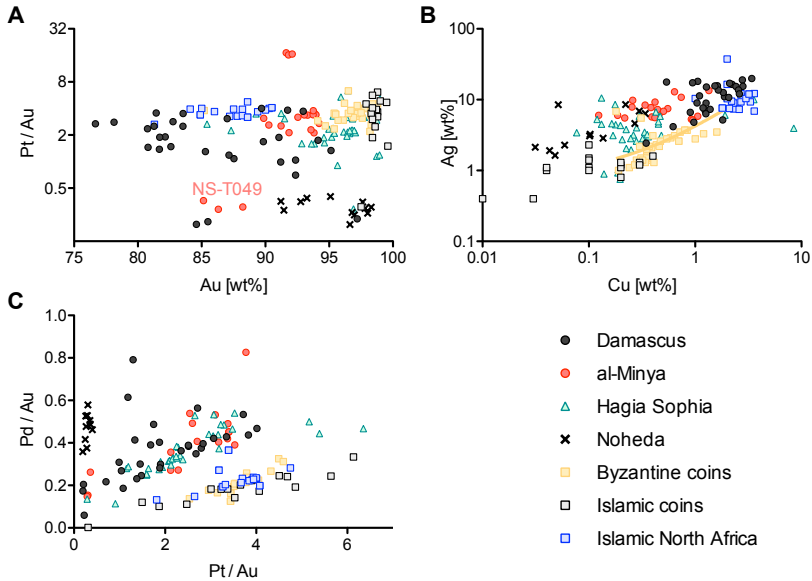 A
32
8
2
0.5
Pt / Au
NS-T049
75
80
85
90
95
100
Au [wt%]
B
100
10
1
0.1
Ag [wt%]
0.01
0.1
1
10
Cu [wt%]
C
1.0
0.8
0.6
0.4
0.2
0.0
Pd / Au
0
2
4
6
Pt / Au
Damascus
al-Minya
Hagia Sophia
Noheda
Byzantine coins
Islamic coins
Islamic North Africa